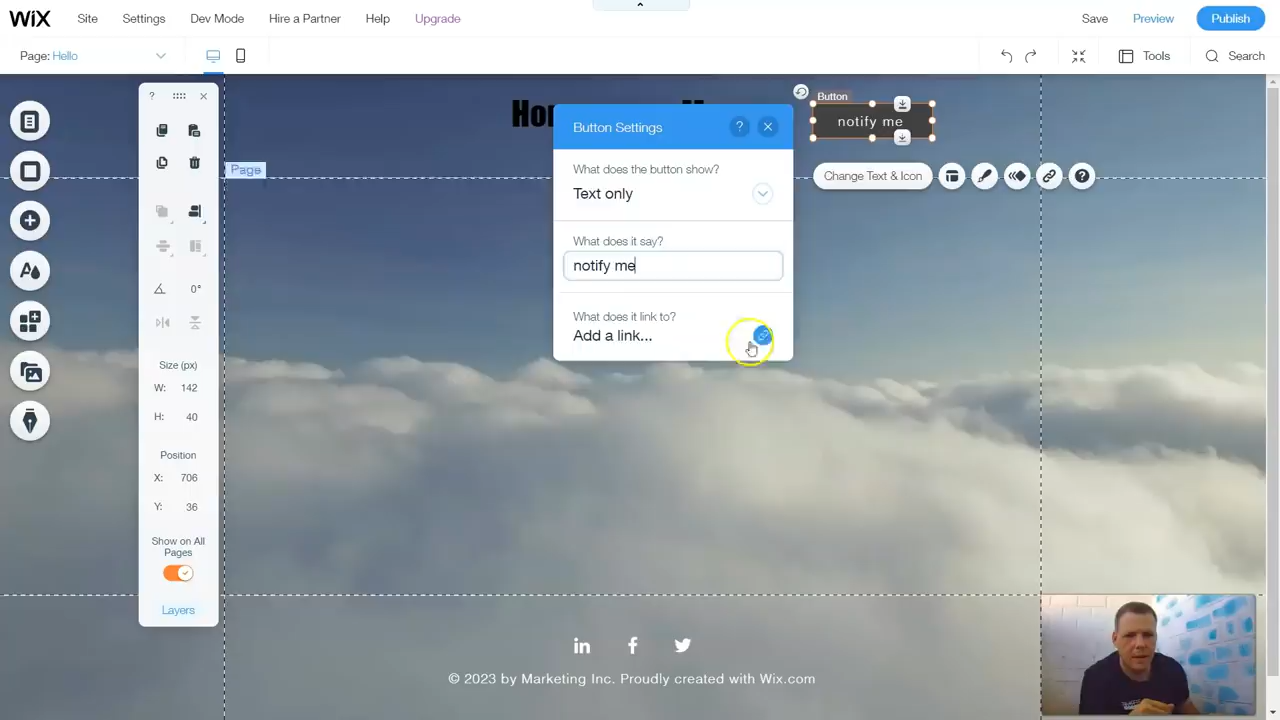 WiX Site Settings Dev Mode Hire a Partner Help Upgrade Save Preview Publish
Page: Hello Tools Search
?
Button
notify me
Change Text & Icon ?
Page
Button Settings ?
What does the button show?
Text only
What does it say?
notify me
What does it link to?
Add a link...
0°
Size (px)
W: 142
H: 40
Position
X: 706
Y: 36
Show on All
Pages
Layers
© 2023 by Marketing Inc. Proudly created with Wix.com